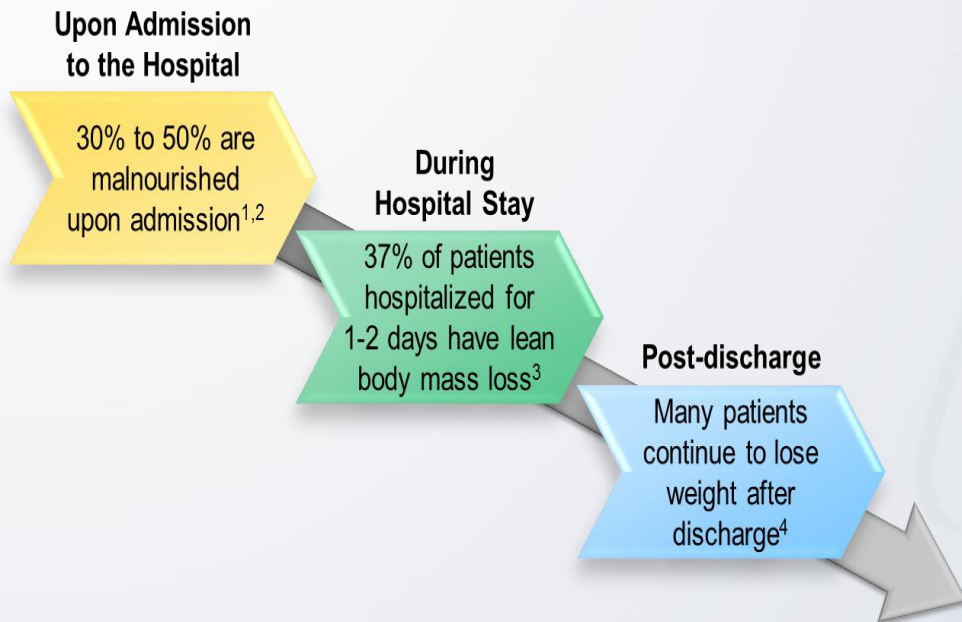 Upon Admission
to the Hospital
30% to 50% are
malnourished
upon admission1,2
During
Hospital Stay
37% of patients
hospitalized for
1-2 days have lean
body mass loss3
Post-discharge
Many patients
continue to lose
weight after
discharge4